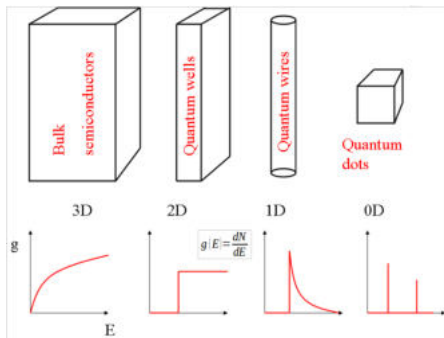 Bulk
semiconductors
Quantum wells
Quantum wires
Quantum
dots
3D
2D
1D
0D
g(E)=dN/dE
g
E